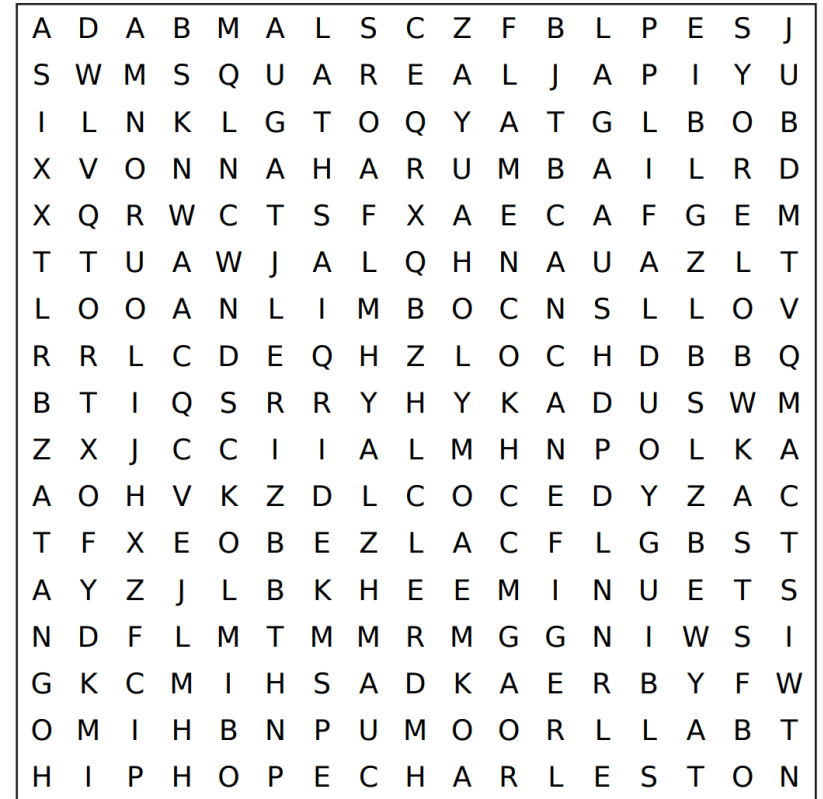 A D A B M A L S C Z F B L P E S J
S W M S Q U A R E A L J A P I Y U
I L N K L G T O Q Y A T G L B O B
X V O N N A H A R U M B A I L R D
X Q R W C T S F X A E C A F G E M
T T U A W J A L Q H N A U A Z L T
L O O A N L I M B O C N S L L O V
R R L C D E Q H Z L O C H D B B Q
B T I Q S R R Y H Y K A D U S W M
Z X J C C I I A L M H N P O L K A
A O H V K Z D L C O C E D Y Z A C
T F X E O B E Z L A C F L G B S T
A Y Z J L B K H E E M I N U E T S
N D F L M T M M R M G G N I W S I
G K C M I H S A D K A E R B Y F W
O M I H B N P U M O O R L L A B T
H I P H O P E C H A R L E S T O N